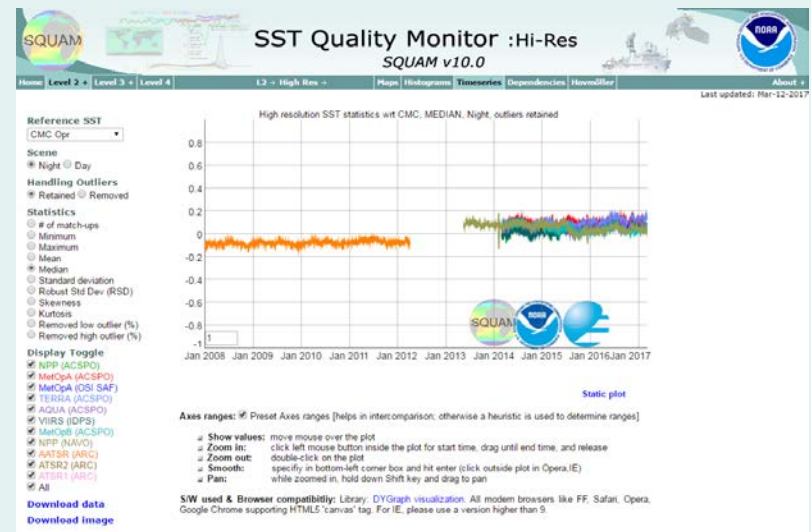 SQUAM
SST Quality Monitor :Hi-Res
SQUAM v10.0
NOAA
Home Level 2 + Level 3 + Level 4 L2 → High Res → Maps Histograms Timeseries Dependencies Hovmöller About +
Last updated: Mar-12-2017
Reference SST
CMC Opr
Scene
Night Day
Handling Outliers
Retained Removed
Statistics
# of match-ups
Minimum
Maximum
Mean
Median
Standard deviation
Robust Std Dev (RSD)
Skewness
Kurtosis
Removed low outlier (%)
Removed high outlier (%)
Display Toggle
NPP (ACSPO)
MetOpA (ACSPO)
MetOpA (OSI SAF)
TERRA (ACSPO)
AQUA (ACSPO)
VIIRS (IDPS)
MetOpB (ACSPO)
NPP (NAVO)
AATSR (ARC)
ATSR2 (ARC)
ATSR1 (ARC)
All
Download data
Download image
High resolution SST statistics wrt CMC, MEDIAN, Night, outliers retained
0.8
0.6
0.4
0.2
0
-0.2
-0.4
-0.6
-0.8
-1
1
SQUAM
NOAA
Jan 2008 Jan 2009 Jan 2010 Jan 2011 Jan 2012 Jan 2013 Jan 2014 Jan 2015 Jan 2016 Jan 2017
Static plot
Axes ranges: Preset Axes ranges [helps in intercomparison; otherwise a heuristic is used to determine ranges]
Show values: move mouse over the plot
Zoom in: click left mouse button inside the plot for start time, drag until end time, and release
Zoom out: double-click on the plot
Smooth: specifiy in bottom-left corner box and hit enter (click outside plot in Opera,IE)
Pan: while zoomed in, hold down Shift key and drag to pan
S/W used & Browser compatibitliy: Library: DYGraph visualization. All modern browsers like FF, Safari, Opera,
Google Chrome supporting HTML5 'canvas' tag. For IE, please use a version higher than 9.